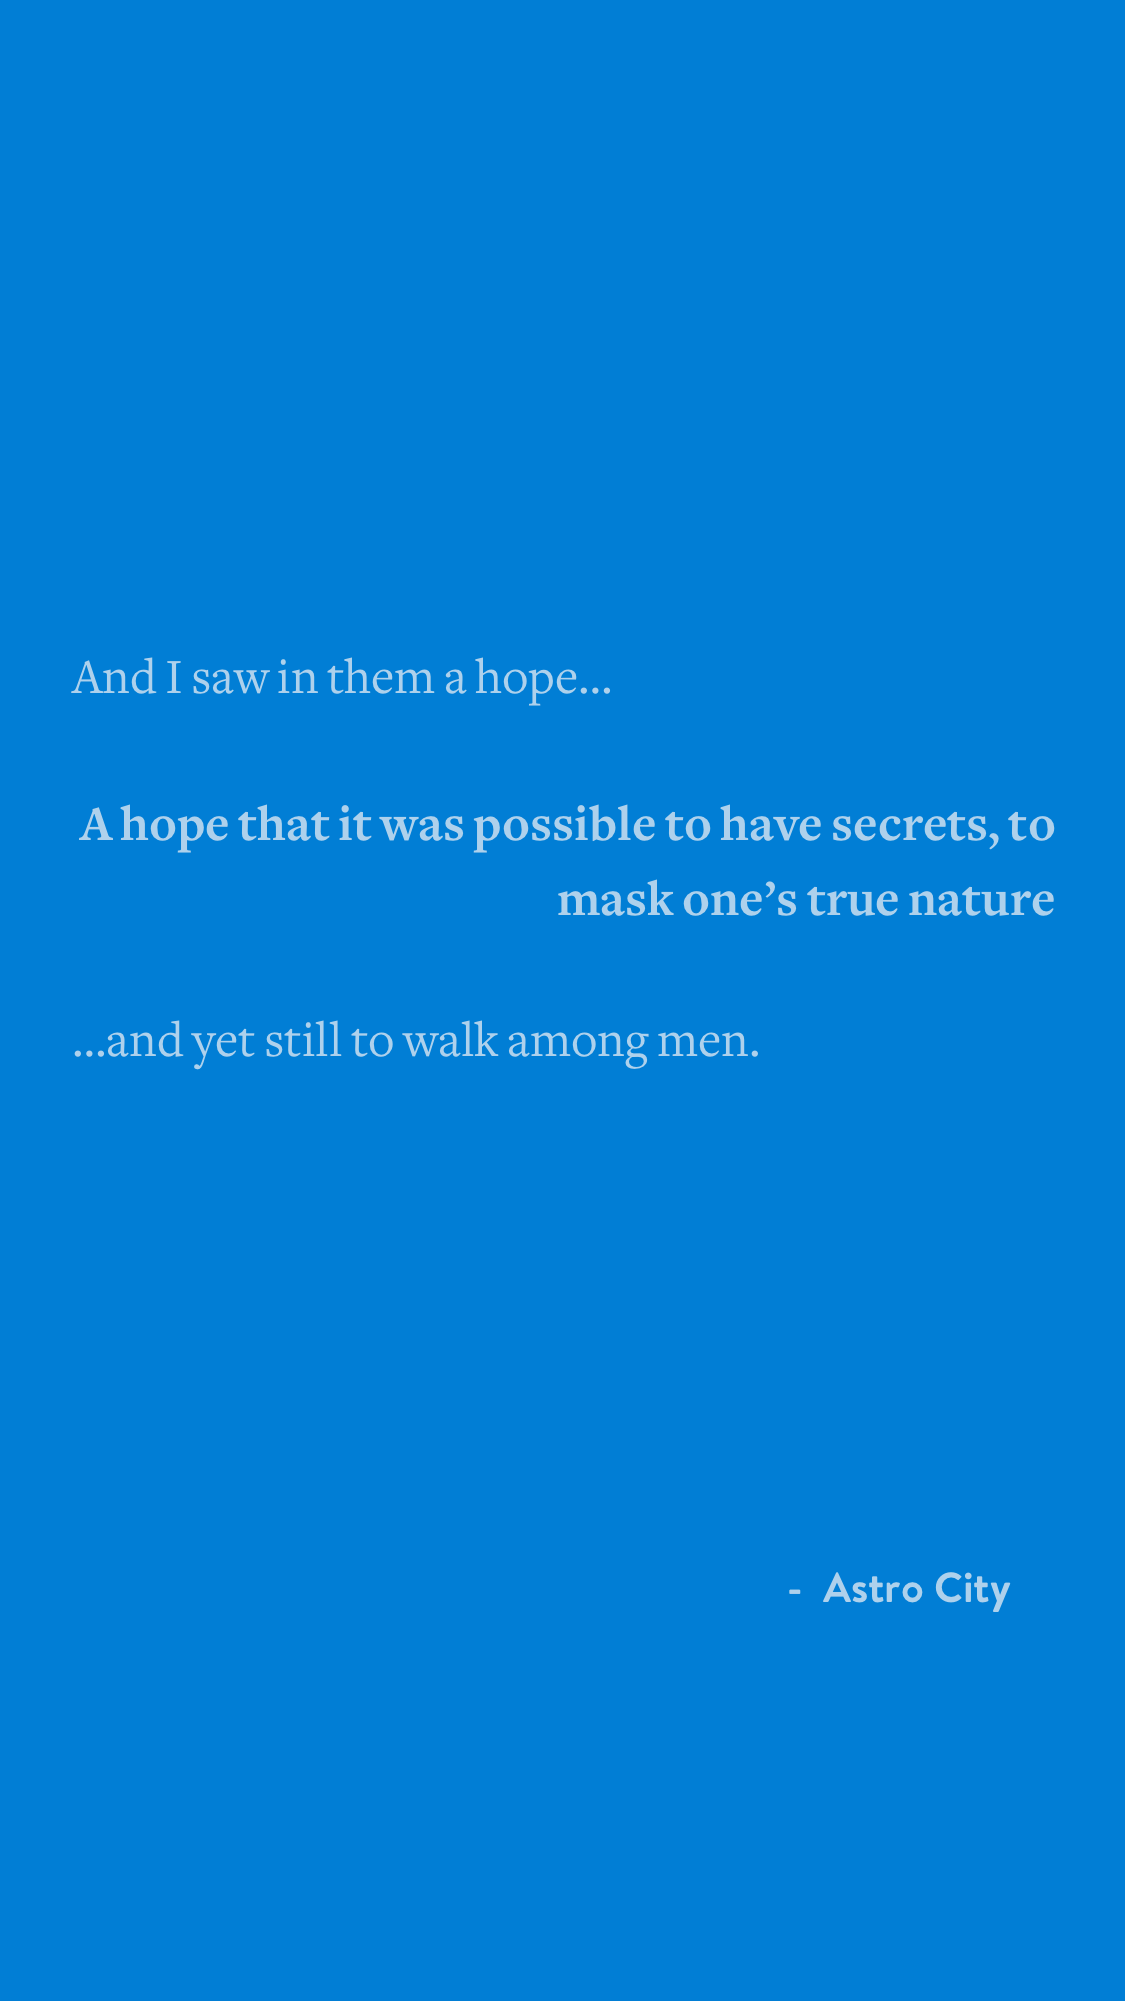 And I saw in them a hope...
A hope that it was possible to have secrets, to
mask one’s true nature
...and yet still to walk among men.
- Astro City